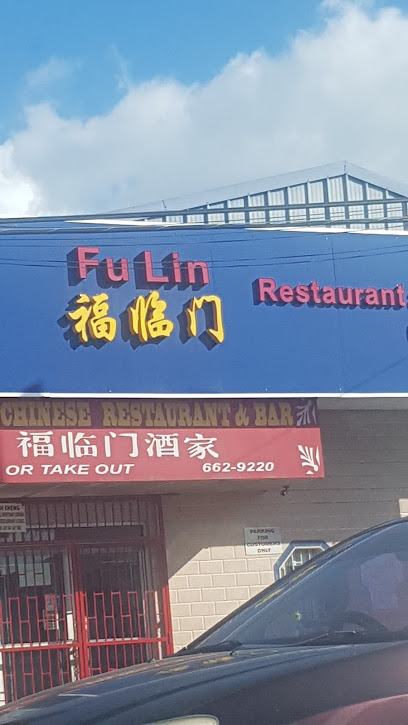 Fu Lin
福临门
Restaurant
CHINESE RESTAURANT & BAR
福临门酒家
OR TAKE OUT 662-9220
PARKING
FOR
CUSTOMERS
ONLY